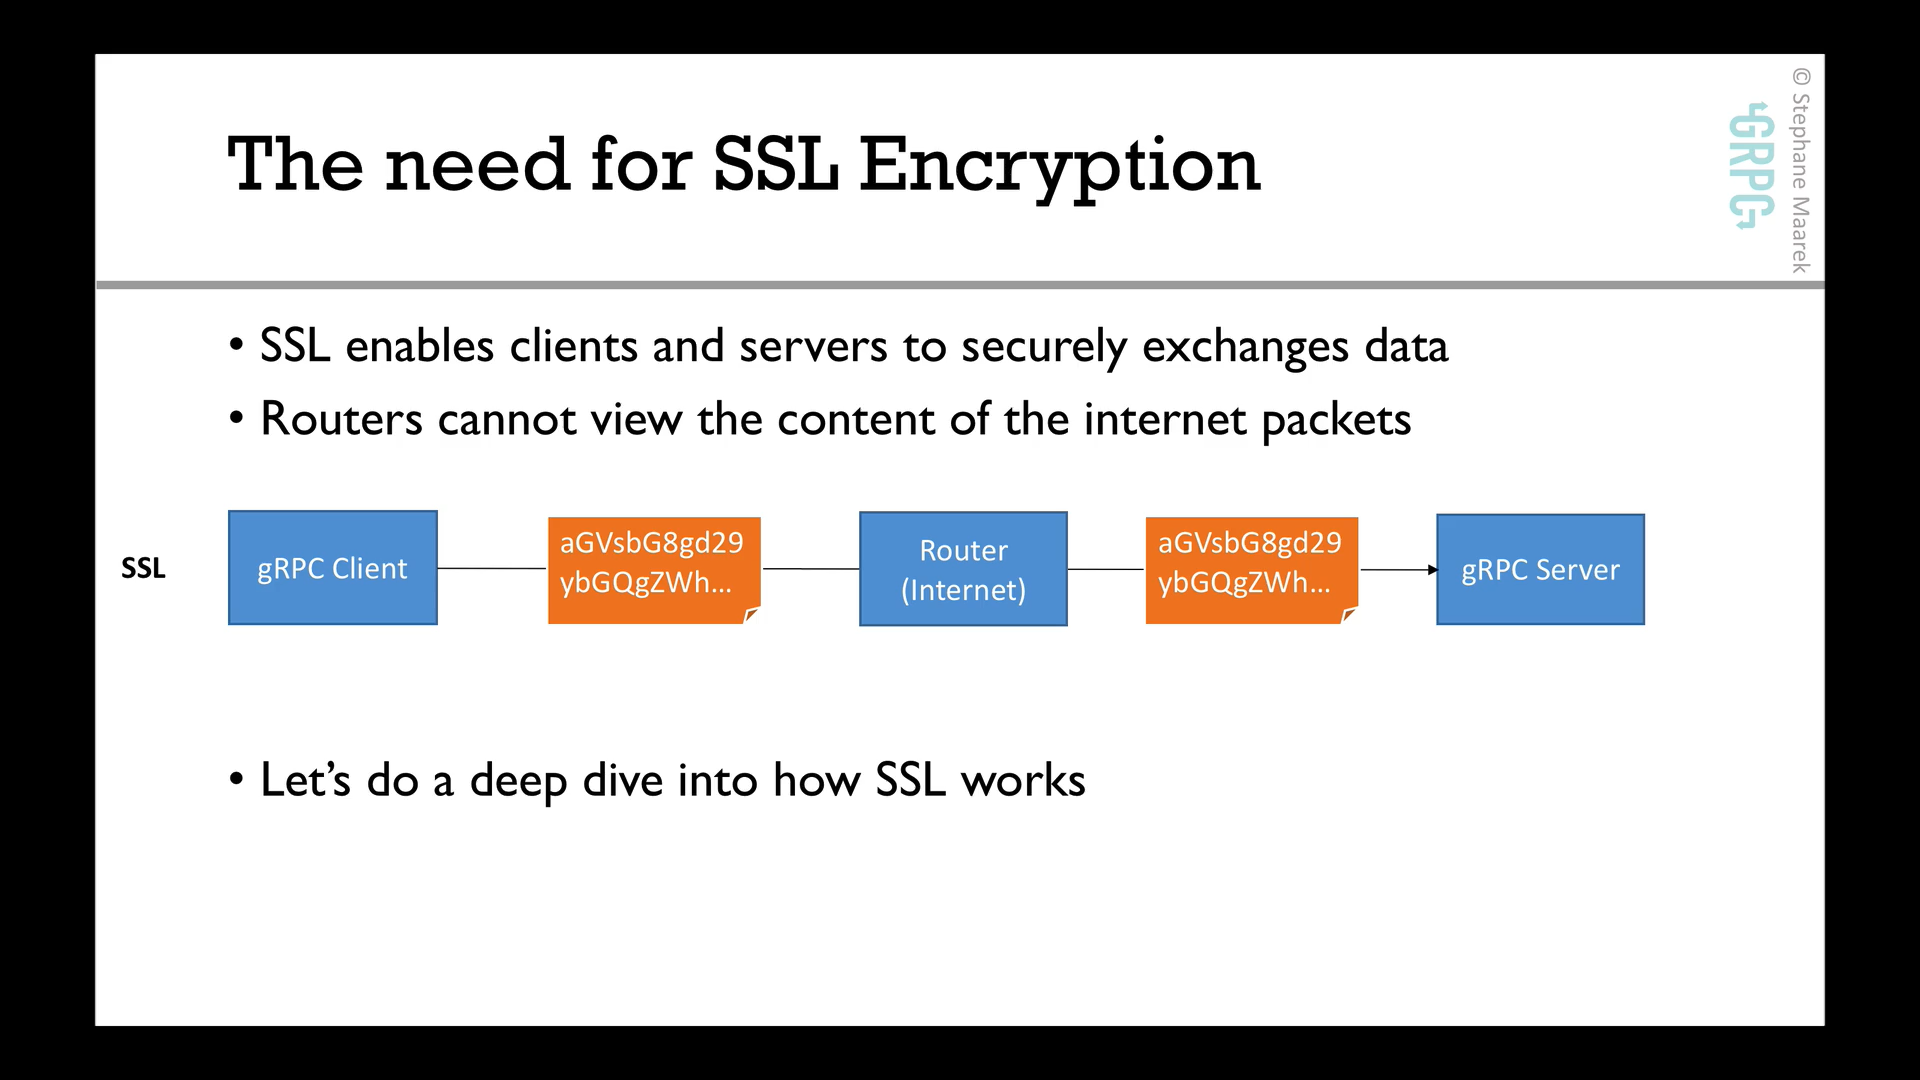 The need for SSL Encryption
© Stephane Maarek
GRPC
• SSL enables clients and servers to securely exchanges data
• Routers cannot view the content of the internet packets
SSL
gRPC Client
aGVsbG8gd29
ybGQgZWh...
Router
(Internet)
aGVsbG8gd29
ybGQgZWh...
gRPC Server
• Let’s do a deep dive into how SSL works